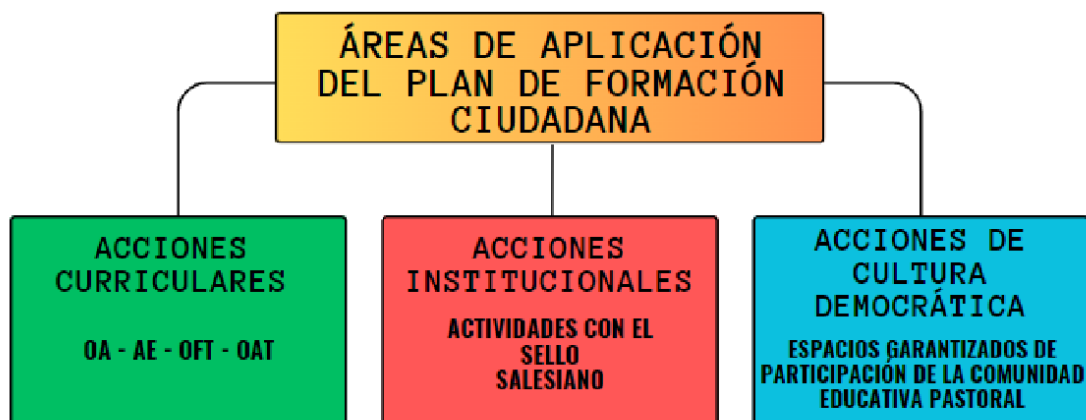 ÁREAS DE APLICACIÓN
DEL PLAN DE FORMACIÓN
CIUDADANA
ACCIONES
CURRICULARES
OA - AE - OFT - OAT
ACCIONES
INSTITUCIONALES
ACTIVIDADES CON EL
SELLO
SALESIANO
ACCIONES DE
CULTURA
DEMOCRÁTICA
ESPACIOS GARANTIZADOS DE
PARTICIPACIÓN DE LA COMUNIDAD
EDUCATIVA PASTORAL